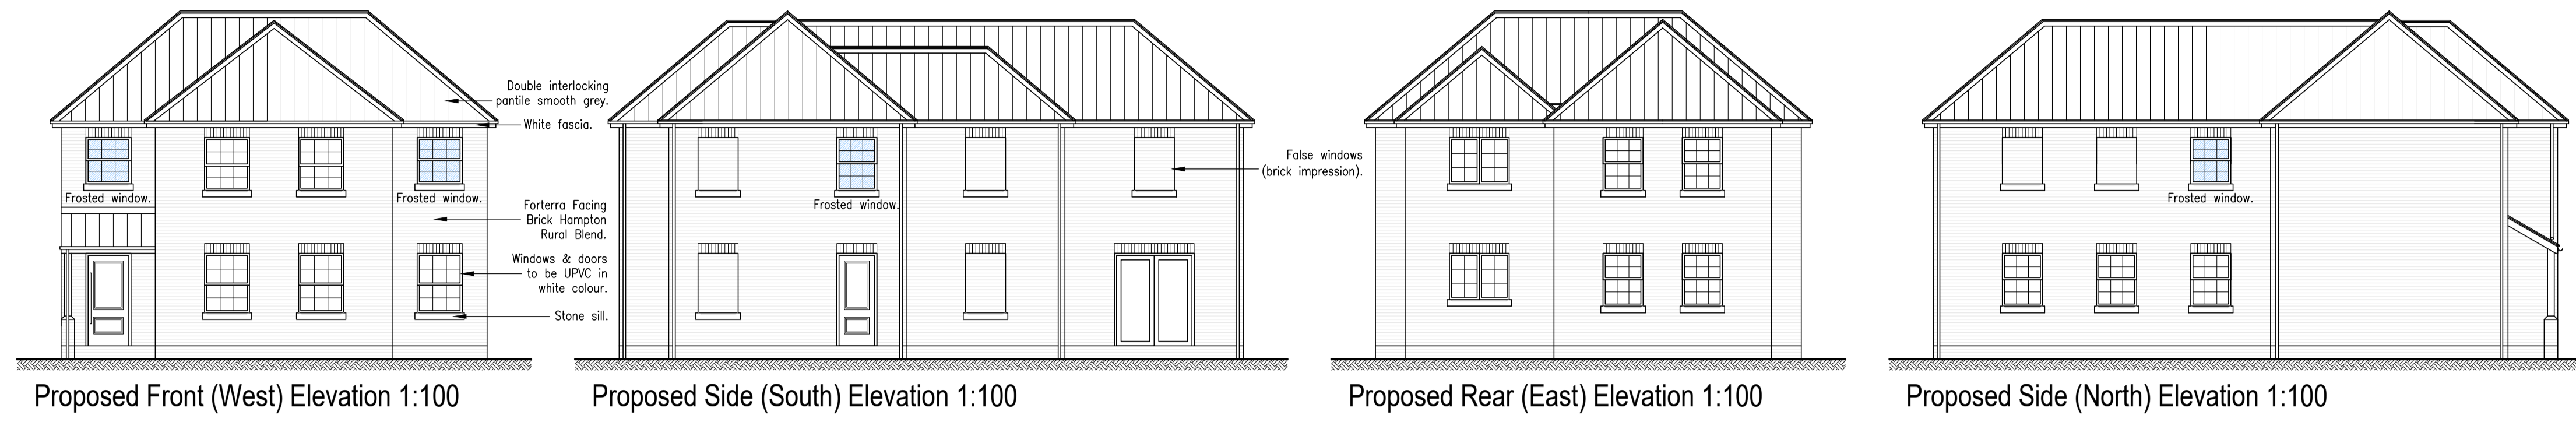 Double interlocking
pantile smooth grey.
White fascia.
Frosted window.
Frosted window.
Forterra Facing
Brick Hampton
Rural Blend.
Windows & doors
to be UPVC in
white colour.
Stone sill.
Proposed Front (West) Elevation 1:100
False windows
(brick impression).
Frosted window.
Proposed Side (South) Elevation 1:100
Proposed Rear (East) Elevation 1:100
Frosted window.
Proposed Side (North) Elevation 1:100